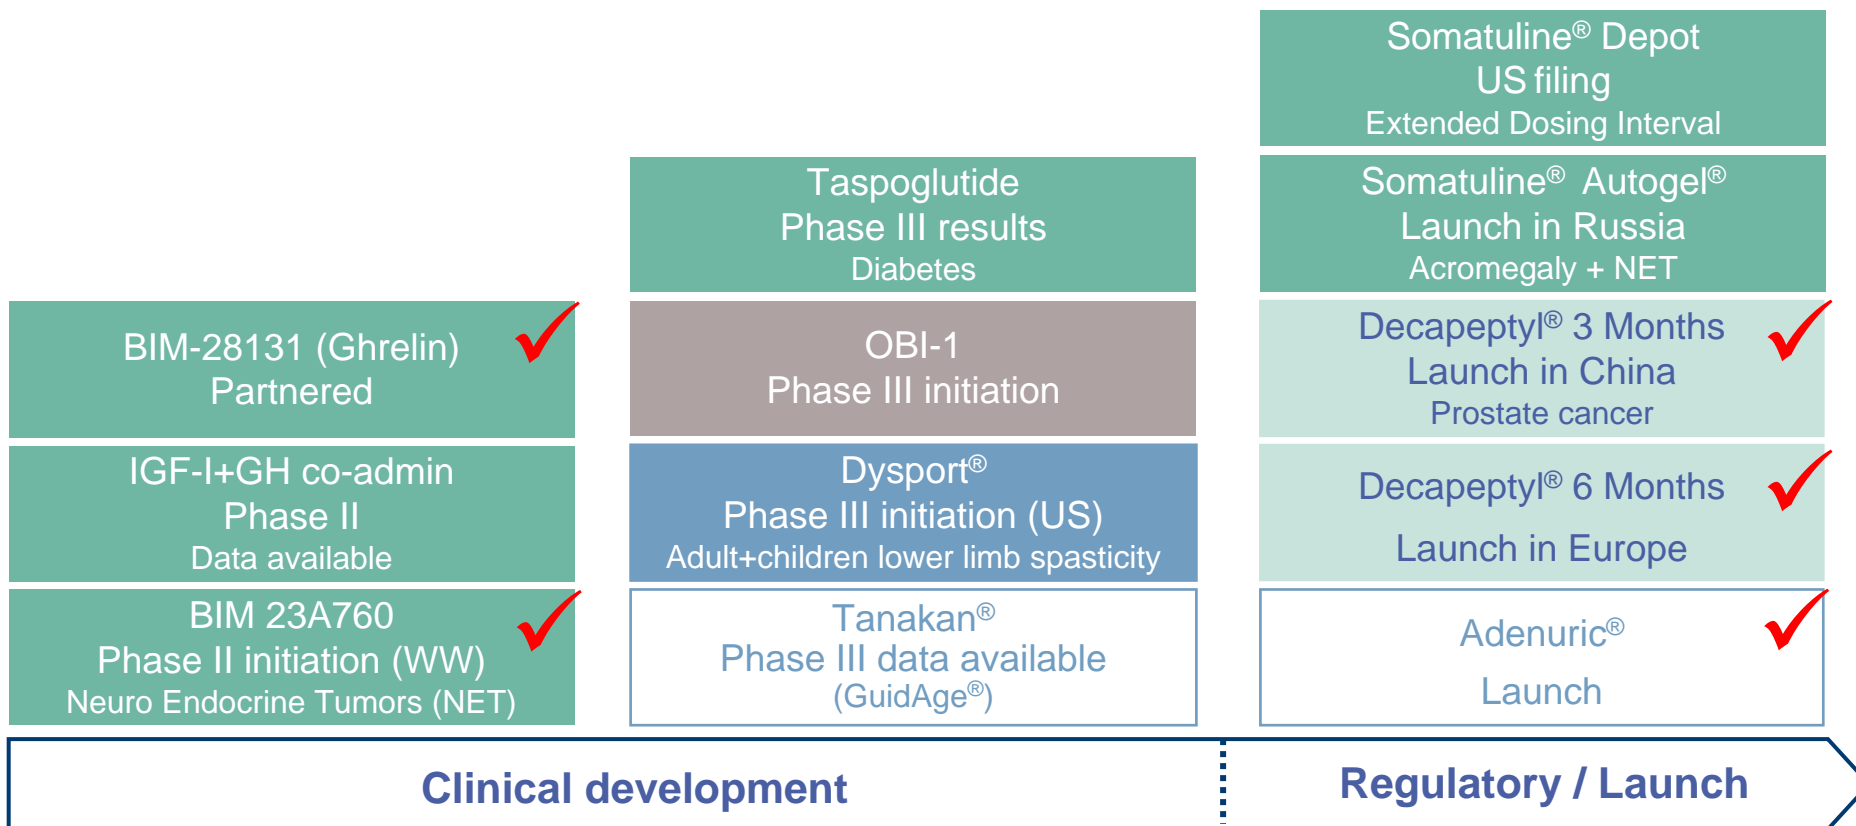 BIM-28131 (Ghrelin)
Partnered
IGF-I+GH co-admin
Phase II
Data available
BIM 23A760
Phase II initiation (WW)
Neuro Endocrine Tumors (NET)
Taspoglutide
Phase III results
Diabetes
OBI-1
Phase III initiation
Dysport®
Phase III initiation (US)
Adult+children lower limb spasticity
Tanakan®
Phase III data available
(GuidAge®)
Somatuline® Depot
US filing
Extended Dosing Interval
Somatuline® Autogel®
Launch in Russia
Acromegaly + NET
Decapeptyl® 3 Months
Launch in China
Prostate cancer
Decapeptyl® 6 Months
Launch in Europe
Adenuric®
Launch
Clinical development
Regulatory / Launch